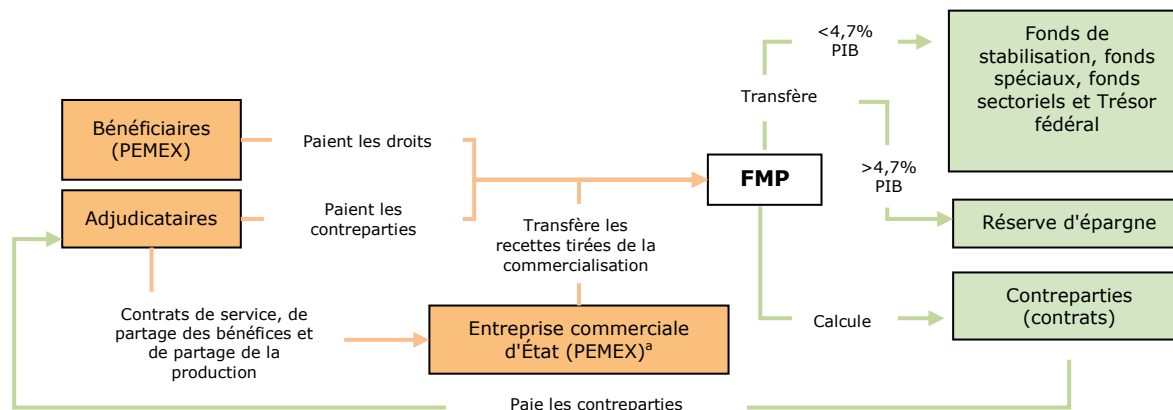 <4,7%
PIB
Fonds de
stabilisation, fonds
spéciaux, fonds
sectoriels et Trésor
fédéral
Transfère
Bénéficiaires
(PEMEX)
Paient les droits
FMP
>4,7%
PIB
Adjudicataires
Paient les
contreparties
Transfère les
recettes tirées de la
commercialisation
Réserve d'épargne
Contrats de service, de
partage des bénéfices et
de partage de la
production
Entreprise commerciale
d'État (PEMEX)ᵃ
Calcule
Contreparties
(contrats)
Paie les contreparties